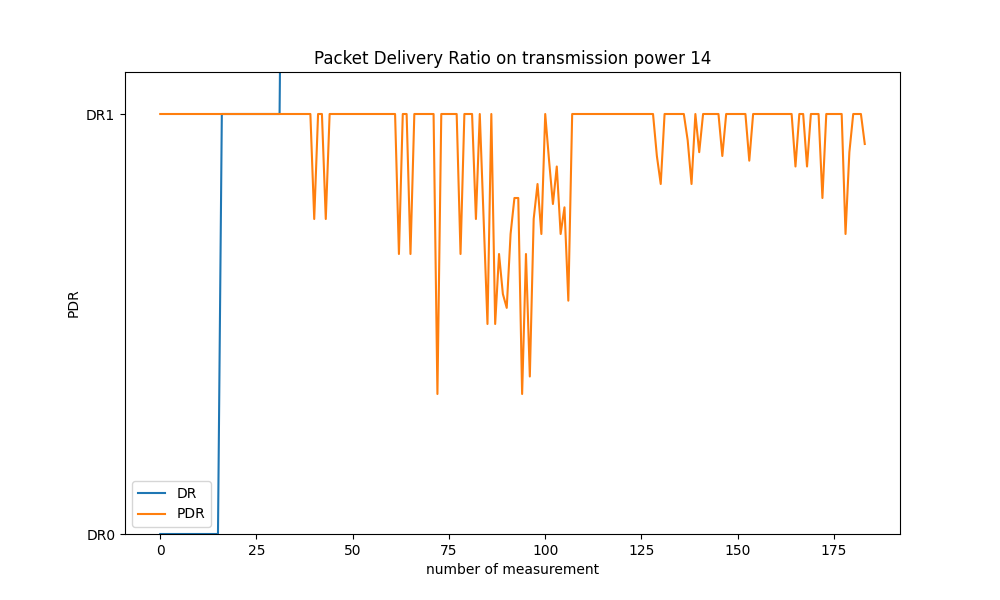 Packet Delivery Ratio on transmission power 14
DR1
PDR
DR0
DR
PDR
0 25 50 75 100 125 150 175
number of measurement